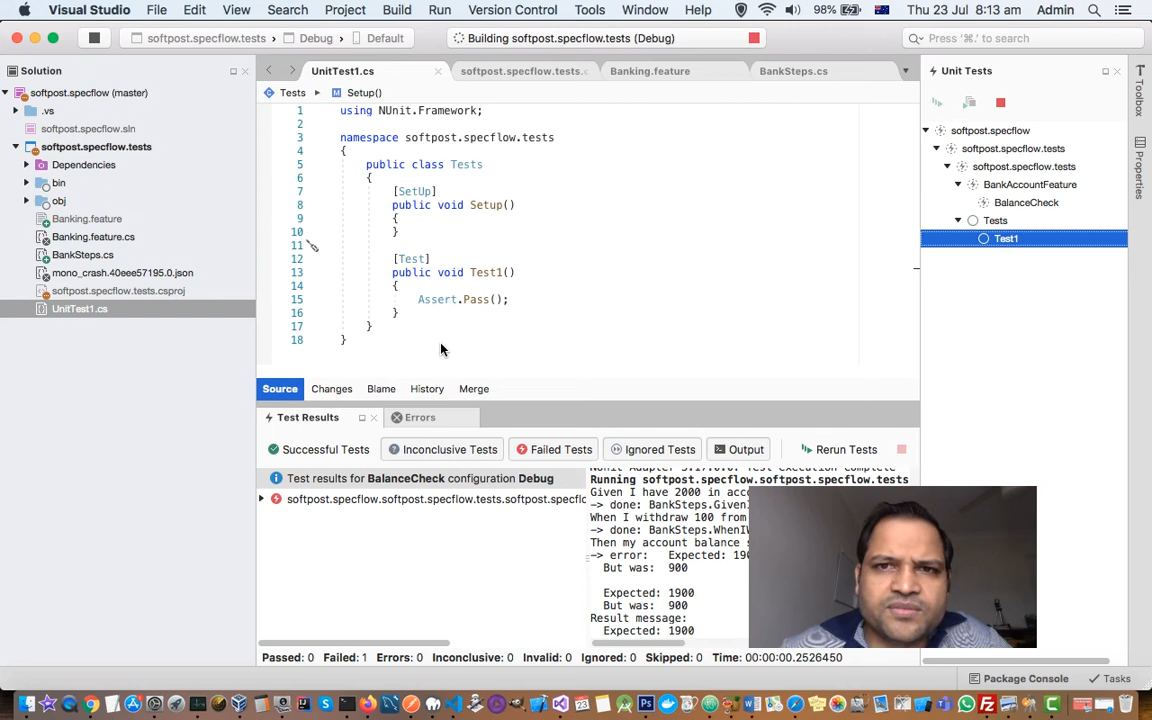 Visual Studio File Edit View Search Project Build Run Version Control Tools Window Help 98% Thu 23 Jul 8:13 am Admin
softpost.specflow.tests › Debug › Default
Building softpost.specflow.tests (Debug)
Press '⌘.' to search
Solution
softpost.specflow (master)
.vs
softpost.specflow.sln
softpost.specflow.tests
Dependencies
bin
obj
Banking.feature
Banking.feature.cs
BankSteps.cs
mono_crash.40eee57195.0.json
softpost.specflow.tests.csproj
UnitTest1.cs
UnitTest1.cs softpost.specflow.tests.c Banking.feature BankSteps.cs
Tests Setup()
1 using NUnit.Framework;
2
3 namespace softpost.specflow.tests
4 {
5 public class Tests
6 {
7 [SetUp]
8 public void Setup()
9 {
10 }
11
12 [Test]
13 public void Test1()
14 {
15 Assert.Pass();
16 }
17 }
18 }
Source Changes Blame History Merge
Test Results Errors
Successful Tests Inconclusive Tests Failed Tests Ignored Tests Output Rerun Tests
Test results for BalanceCheck configuration Debug
softpost.specflow.softpost.specflow.tests.softpost.specflo
Running softpost.specflow.softpost.specflow.tests
Given I have 2000 in acco
-> done: BankSteps.GivenI
When I withdraw 100 from
-> done: BankSteps.WhenIW
Then my account balance s
-> error: Expected: 190
But was: 900
Expected: 1900
But was: 900
Result message:
Expected: 1900
Passed: 0 Failed: 1 Errors: 0 Inconclusive: 0 Invalid: 0 Ignored: 0 Skipped: 0 Time: 00:00:00.2526450
Unit Tests
softpost.specflow
softpost.specflow.tests
softpost.specflow.tests
BankAccountFeature
BalanceCheck
Tests
Test1
Toolbox
Properties
Package Console Tasks